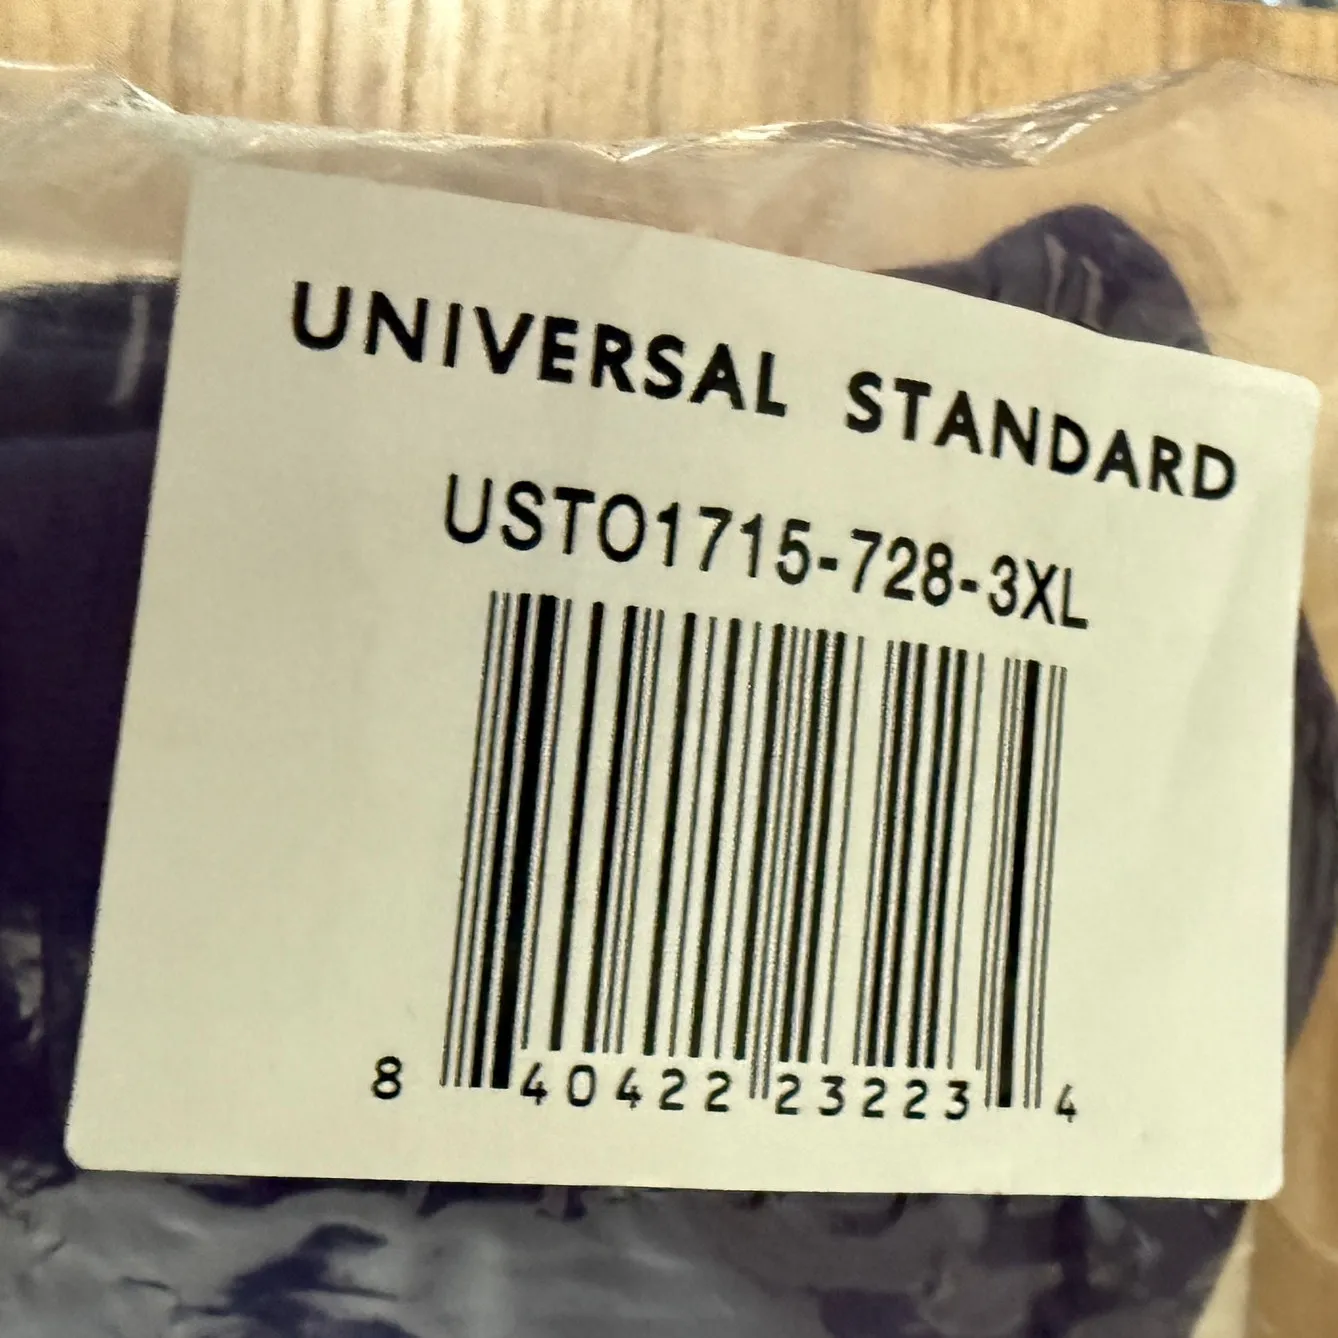 UNIVERSAL STANDARD
USTO1715-728-3XL
8 40422 23223 4